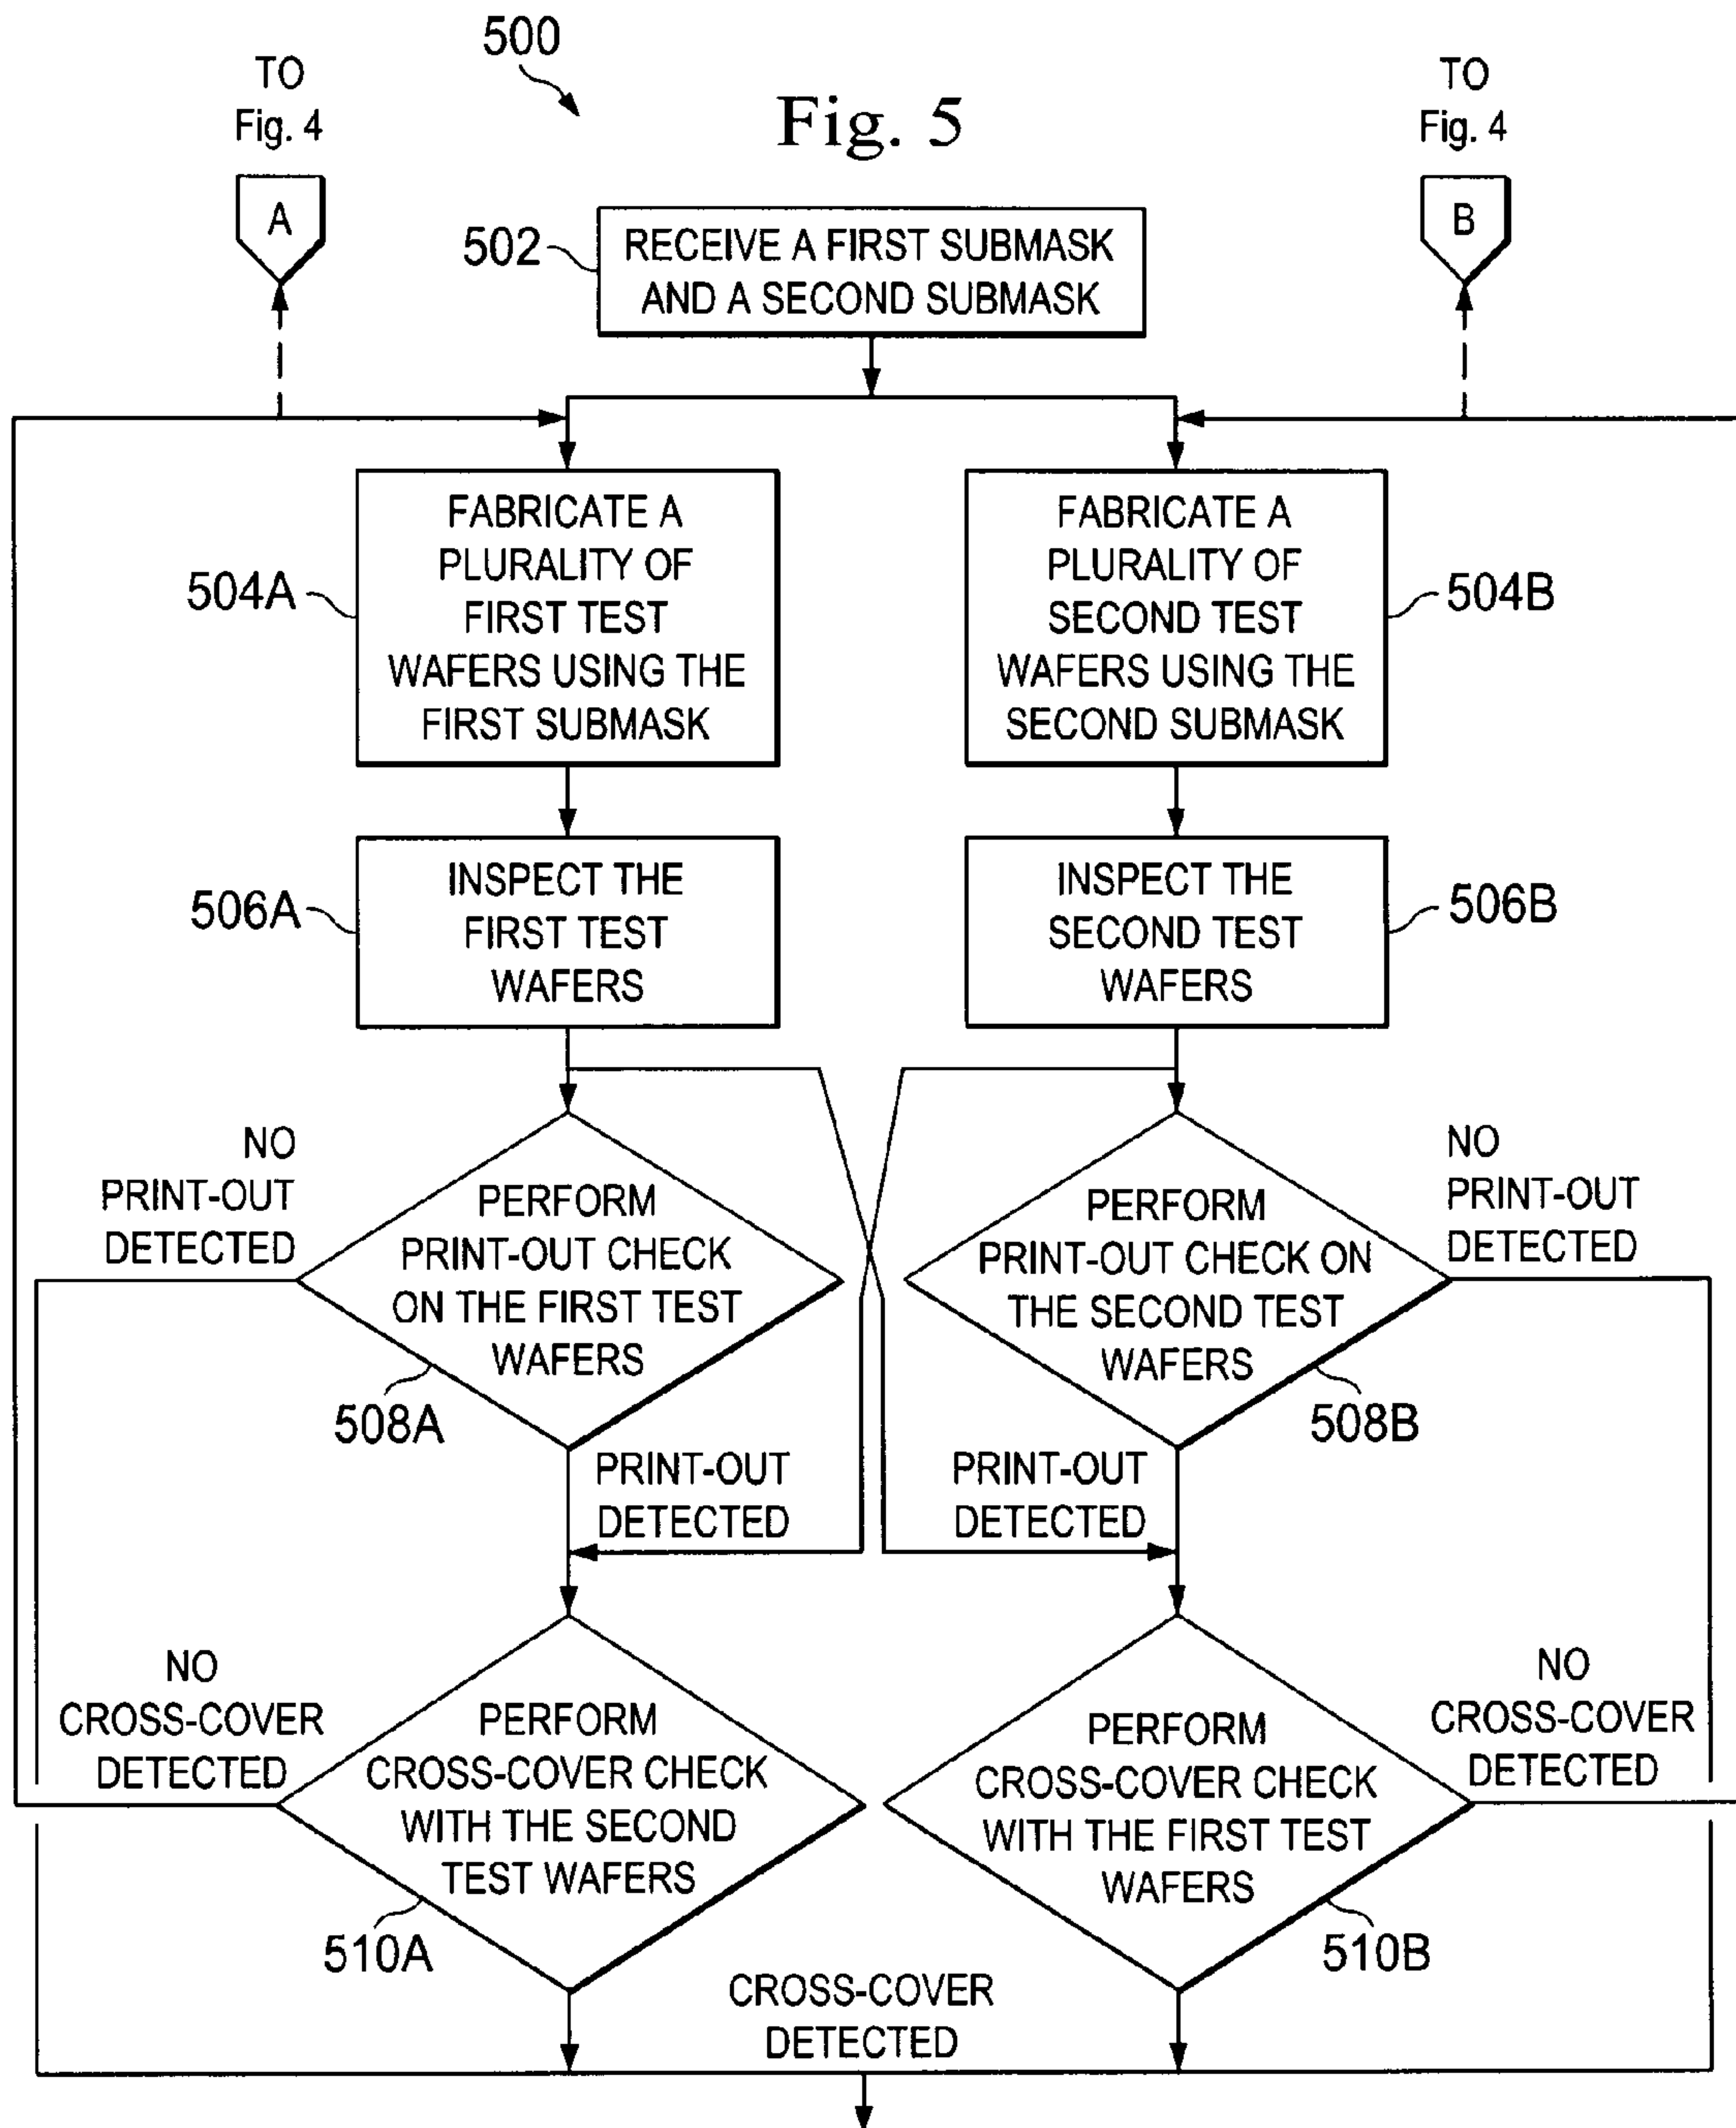 500
TO
Fig. 4
Fig. 5
TO
Fig. 4
A
B
502
RECEIVE A FIRST SUBMASK
AND A SECOND SUBMASK
504A
FABRICATE A
PLURALITY OF
FIRST TEST
WAFERS USING THE
FIRST SUBMASK
FABRICATE A
PLURALITY OF
SECOND TEST
WAFERS USING THE
SECOND SUBMASK
504B
506A
INSPECT THE
FIRST TEST
WAFERS
INSPECT THE
SECOND TEST
WAFERS
506B
NO
PRINT-OUT
DETECTED
PERFORM
PRINT-OUT CHECK
ON THE FIRST TEST
WAFERS
508A
PERFORM
PRINT-OUT CHECK ON
THE SECOND TEST
WAFERS
508B
NO
PRINT-OUT
DETECTED
PRINT-OUT
DETECTED
PRINT-OUT
DETECTED
NO
CROSS-COVER
DETECTED
PERFORM
CROSS-COVER CHECK
WITH THE SECOND
TEST WAFERS
510A
PERFORM
CROSS-COVER CHECK
WITH THE FIRST TEST
WAFERS
510B
NO
CROSS-COVER
DETECTED
CROSS-COVER
DETECTED